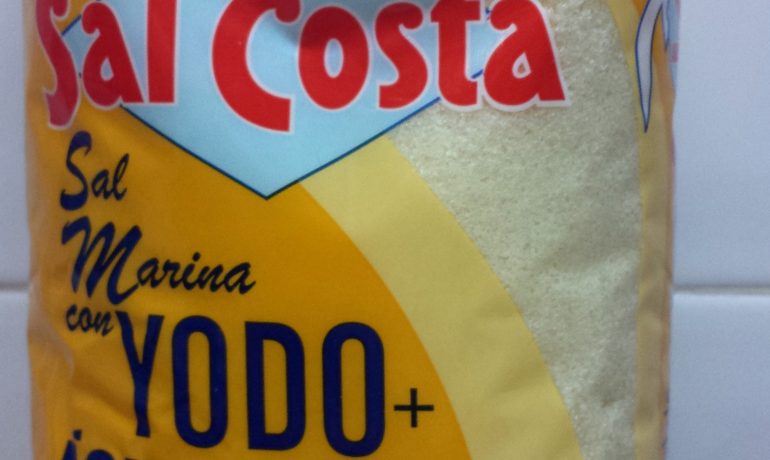 Sal Costa
Sal
Marina
con YODO+